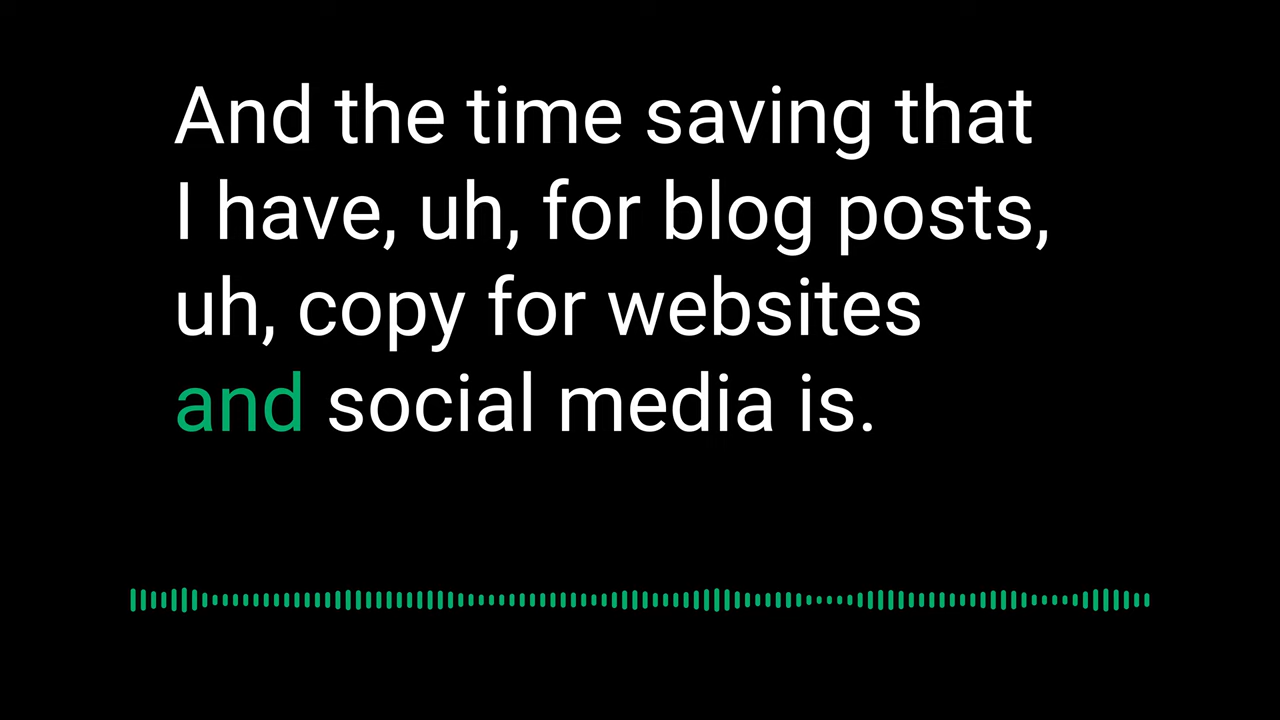 And the time saving that
I have, uh, for blog posts,
uh, copy for websites
and social media is.